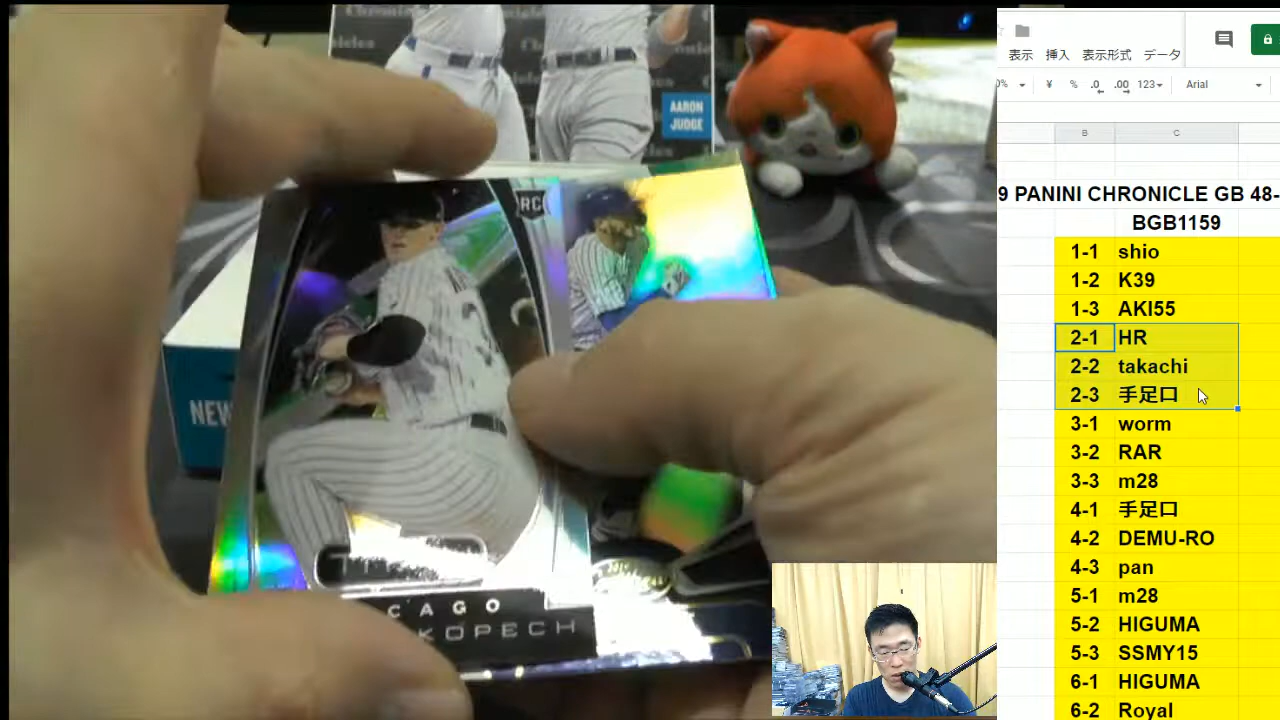 AARON
JUDGE
RC
NEW
CAGO
KOPECH
表示 挿入 表示形式 データ
% ¥ % .0 .00 123 Arial
B C
9 PANINI CHRONICLE GB 48-
BGB1159
1-1 shio
1-2 K39
1-3 AKI55
2-1 HR
2-2 takachi
2-3 手足口
3-1 worm
3-2 RAR
3-3 m28
4-1 手足口
4-2 DEMU-RO
4-3 pan
5-1 m28
5-2 HIGUMA
5-3 SSMY15
6-1 HIGUMA
6-2 Royal